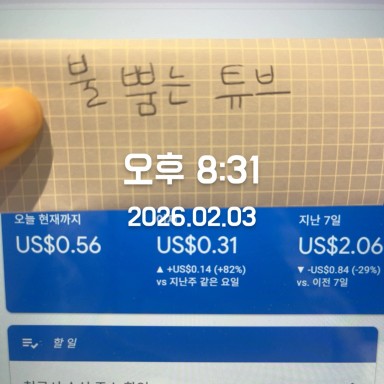 불 뿜는 튜브
오후 8:31
2026.02.03
오늘 현재까지
US$0.56
US$0.31
▲ +US$0.14 (+82%)
vs 지난주 같은 요일
지난 7일
US$2.06
▼ -US$0.84 (-29%)
vs. 이전 7일
할 일